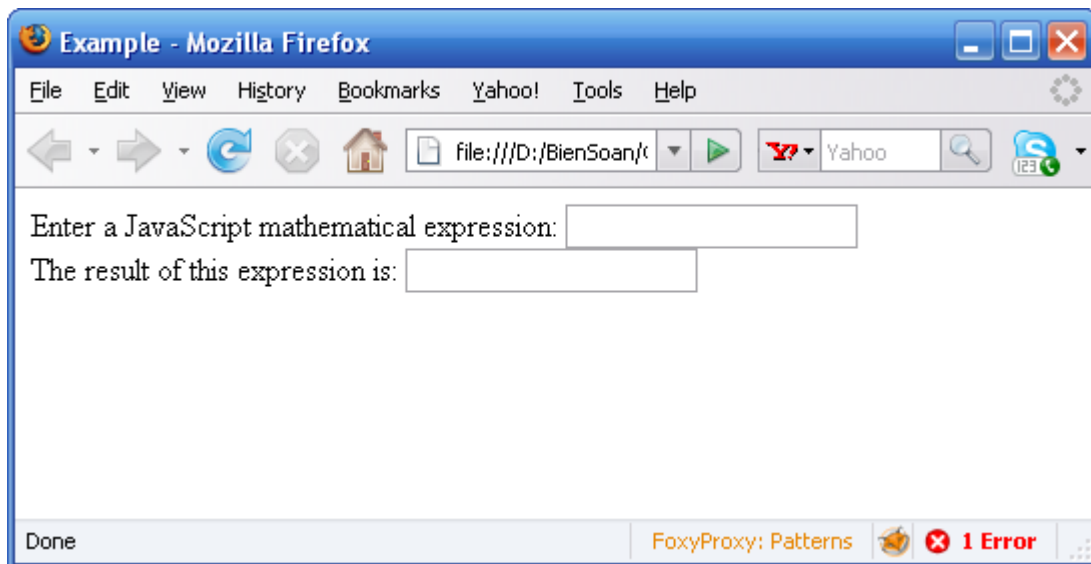 Example - Mozilla Firefox
File Edit View History Bookmarks Yahoo! Tools Help
file:///D:/BienSoan/( Y! Yahoo 123
Enter a JavaScript mathematical expression:
The result of this expression is:
Done FoxyProxy: Patterns 1 Error